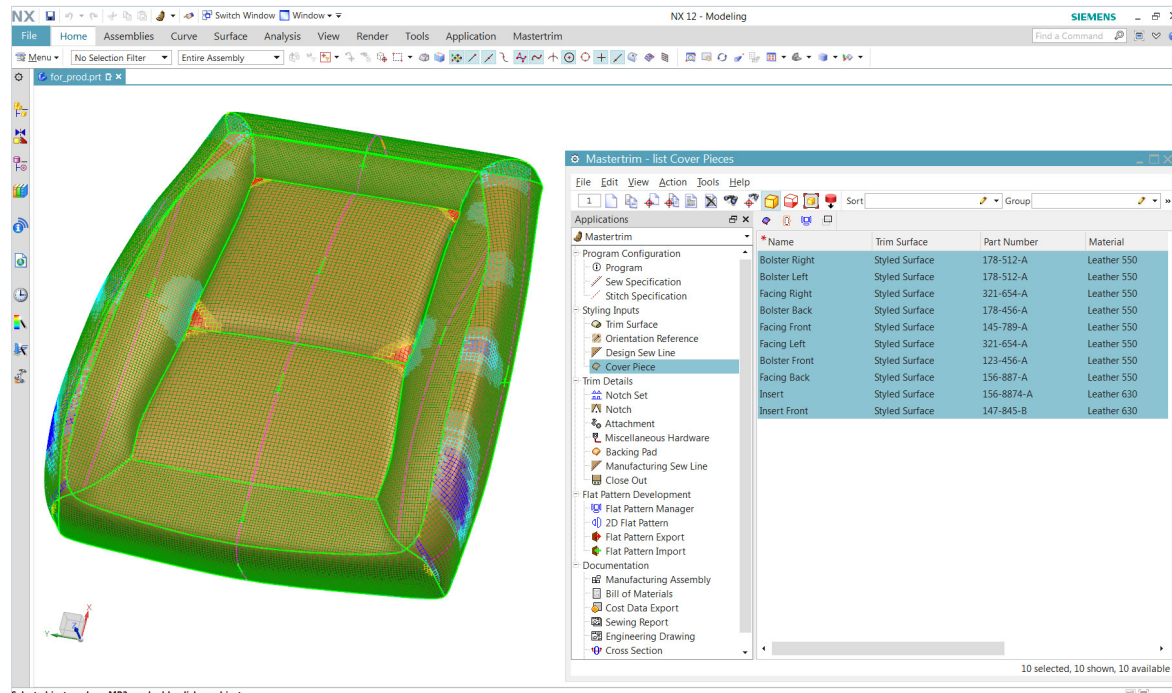 NX Switch Window Window NX 12 - Modeling SIEMENS
File Home Assemblies Curve Surface Analysis View Render Tools Application Mastertrim Find a Command
Menu No Selection Filter Entire Assembly
for_prod.prt
Mastertrim - list Cover Pieces
File Edit View Action Tools Help
1 Sort Group
Applications
Mastertrim
Program Configuration
Program
Sew Specification
Stitch Specification
Styling Inputs
Trim Surface
Orientation Reference
Design Sew Line
Cover Piece
Trim Details
Notch Set
Notch
Attachment
Miscellaneous Hardware
Backing Pad
Manufacturing Sew Line
Close Out
Flat Pattern Development
Flat Pattern Manager
2D Flat Pattern
Flat Pattern Export
Flat Pattern Import
Documentation
Manufacturing Assembly
Bill of Materials
Cost Data Export
Sewing Report
Engineering Drawing
Cross Section
*Name Trim Surface Part Number Material
Bolster Right Styled Surface 178-512-A Leather 550
Bolster Left Styled Surface 178-512-A Leather 550
Facing Right Styled Surface 321-654-A Leather 550
Bolster Back Styled Surface 178-456-A Leather 550
Facing Front Styled Surface 145-789-A Leather 550
Facing Left Styled Surface 321-654-A Leather 550
Bolster Front Styled Surface 123-456-A Leather 550
Facing Back Styled Surface 156-887-A Leather 550
Insert Styled Surface 156-8874-A Leather 630
Insert Front Styled Surface 147-845-B Leather 630
10 selected, 10 shown, 10 available
X
Y
Z